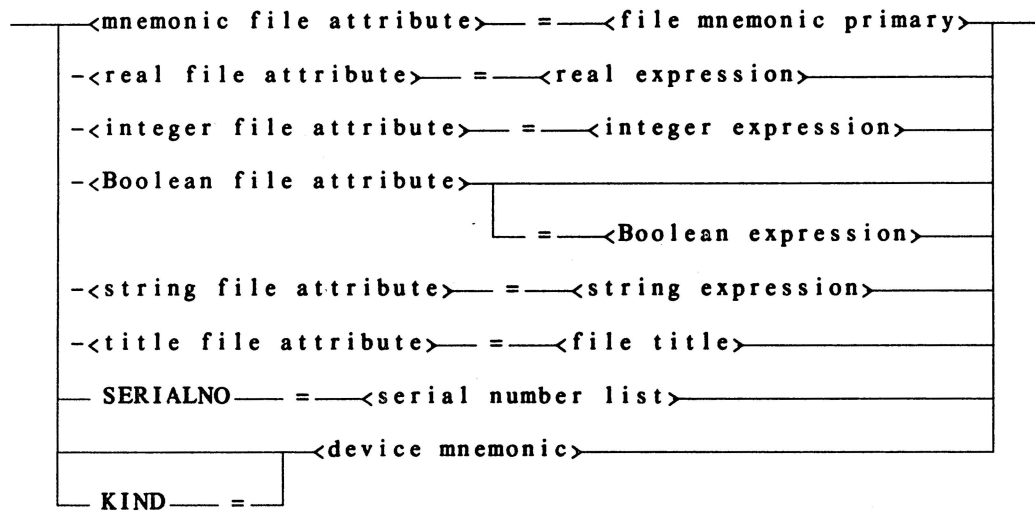 <mnemonic file attribute> = <file mnemonic primary>
<real file attribute> = <real expression>
<integer file attribute> = <integer expression>
<Boolean file attribute>
= <Boolean expression>
<string file attribute> = <string expression>
<title file attribute> = <file title>
SERIALNO = <serial number list>
<device mnemonic>
KIND =